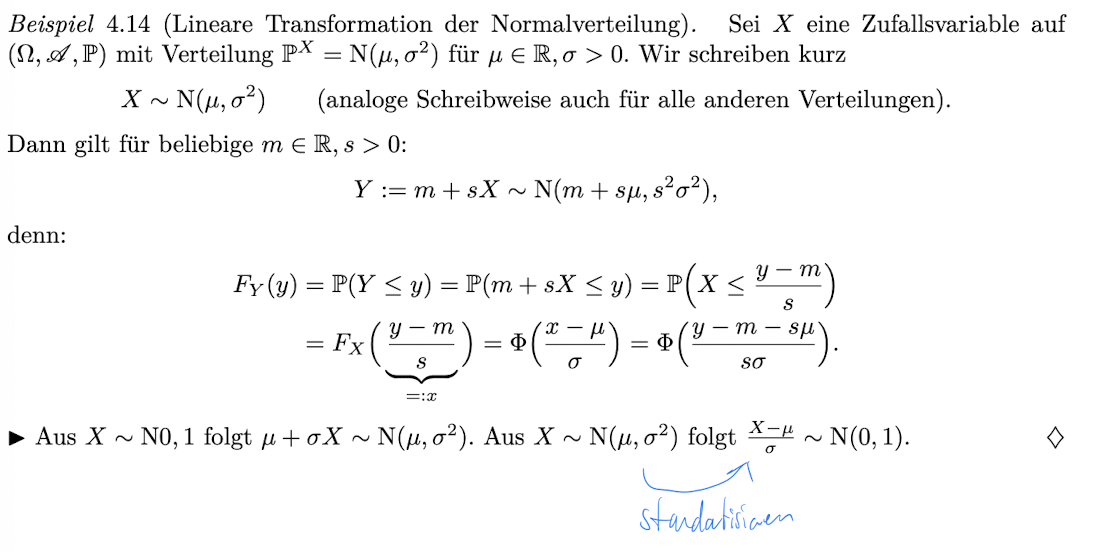 Beispiel 4.14 (Lineare Transformation der Normalverteilung). Sei X eine Zufallsvariable auf
(Ω, 𝒜, ℙ) mit Verteilung ℙ^X = N(μ, σ²) für μ ∈ ℝ, σ > 0. Wir schreiben kurz
X ∼ N(μ, σ²) (analoge Schreibweise auch für alle anderen Verteilungen).
Dann gilt für beliebige m ∈ ℝ, s > 0:
Y := m + sX ∼ N(m + sμ, s²σ²),
denn:
F_Y(y) = ℙ(Y ≤ y) = ℙ(m + sX ≤ y) = ℙ(X ≤ (y − m)/s)
= F_X((y − m)/s) = Φ((x − μ)/σ) = Φ((y − m − sμ)/(sσ)).
=:x
▶ Aus X ∼ N0, 1 folgt μ + σX ∼ N(μ, σ²). Aus X ∼ N(μ, σ²) folgt (X−μ)/σ ∼ N(0, 1). ◇
standatisieren